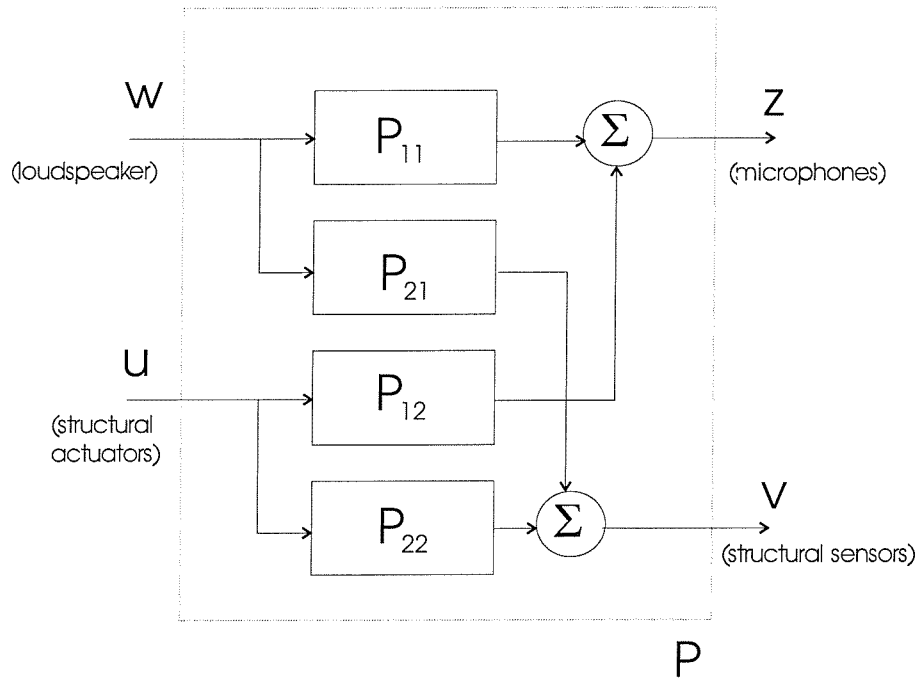 w
(loudspeaker)
P11
Σ
z
(microphones)
P21
u
(structural
actuators)
P12
P22
Σ
v
(structural sensors)
P